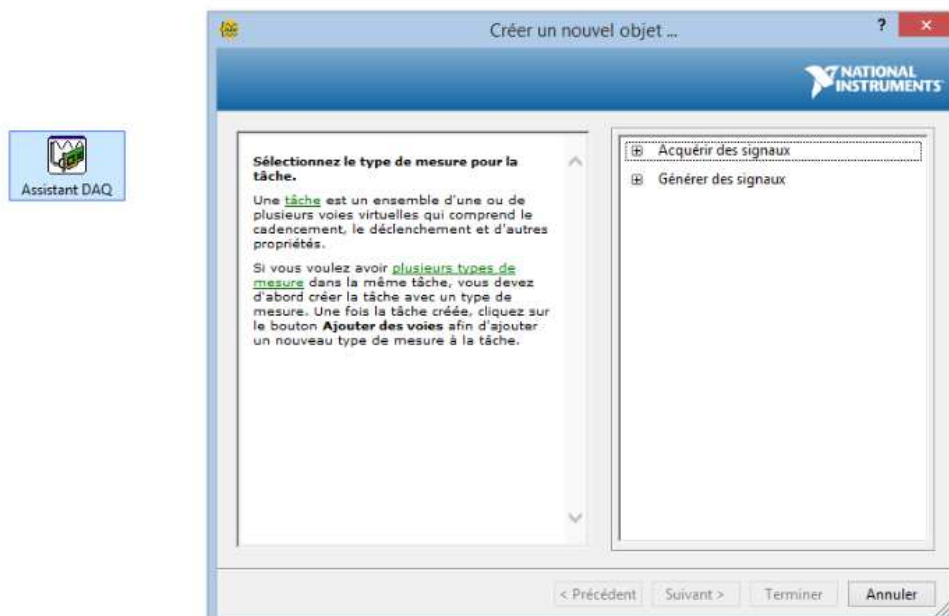 Créer un nouvel objet ...
?
NATIONAL
INSTRUMENTS
Assistant DAQ
Sélectionnez le type de mesure pour la
tâche.
Une tâche est un ensemble d'une ou de
plusieurs voies virtuelles qui comprend le
cadencement, le déclenchement et d'autres
propriétés.
Si vous voulez avoir plusieurs types de
mesure dans la même tâche, vous devez
d'abord créer la tâche avec un type de
mesure. Une fois la tâche créée, cliquez sur
le bouton Ajouter des voies afin d'ajouter
un nouveau type de mesure à la tâche.
Acquérir des signaux
Générer des signaux
< Précédent Suivant > Terminer Annuler